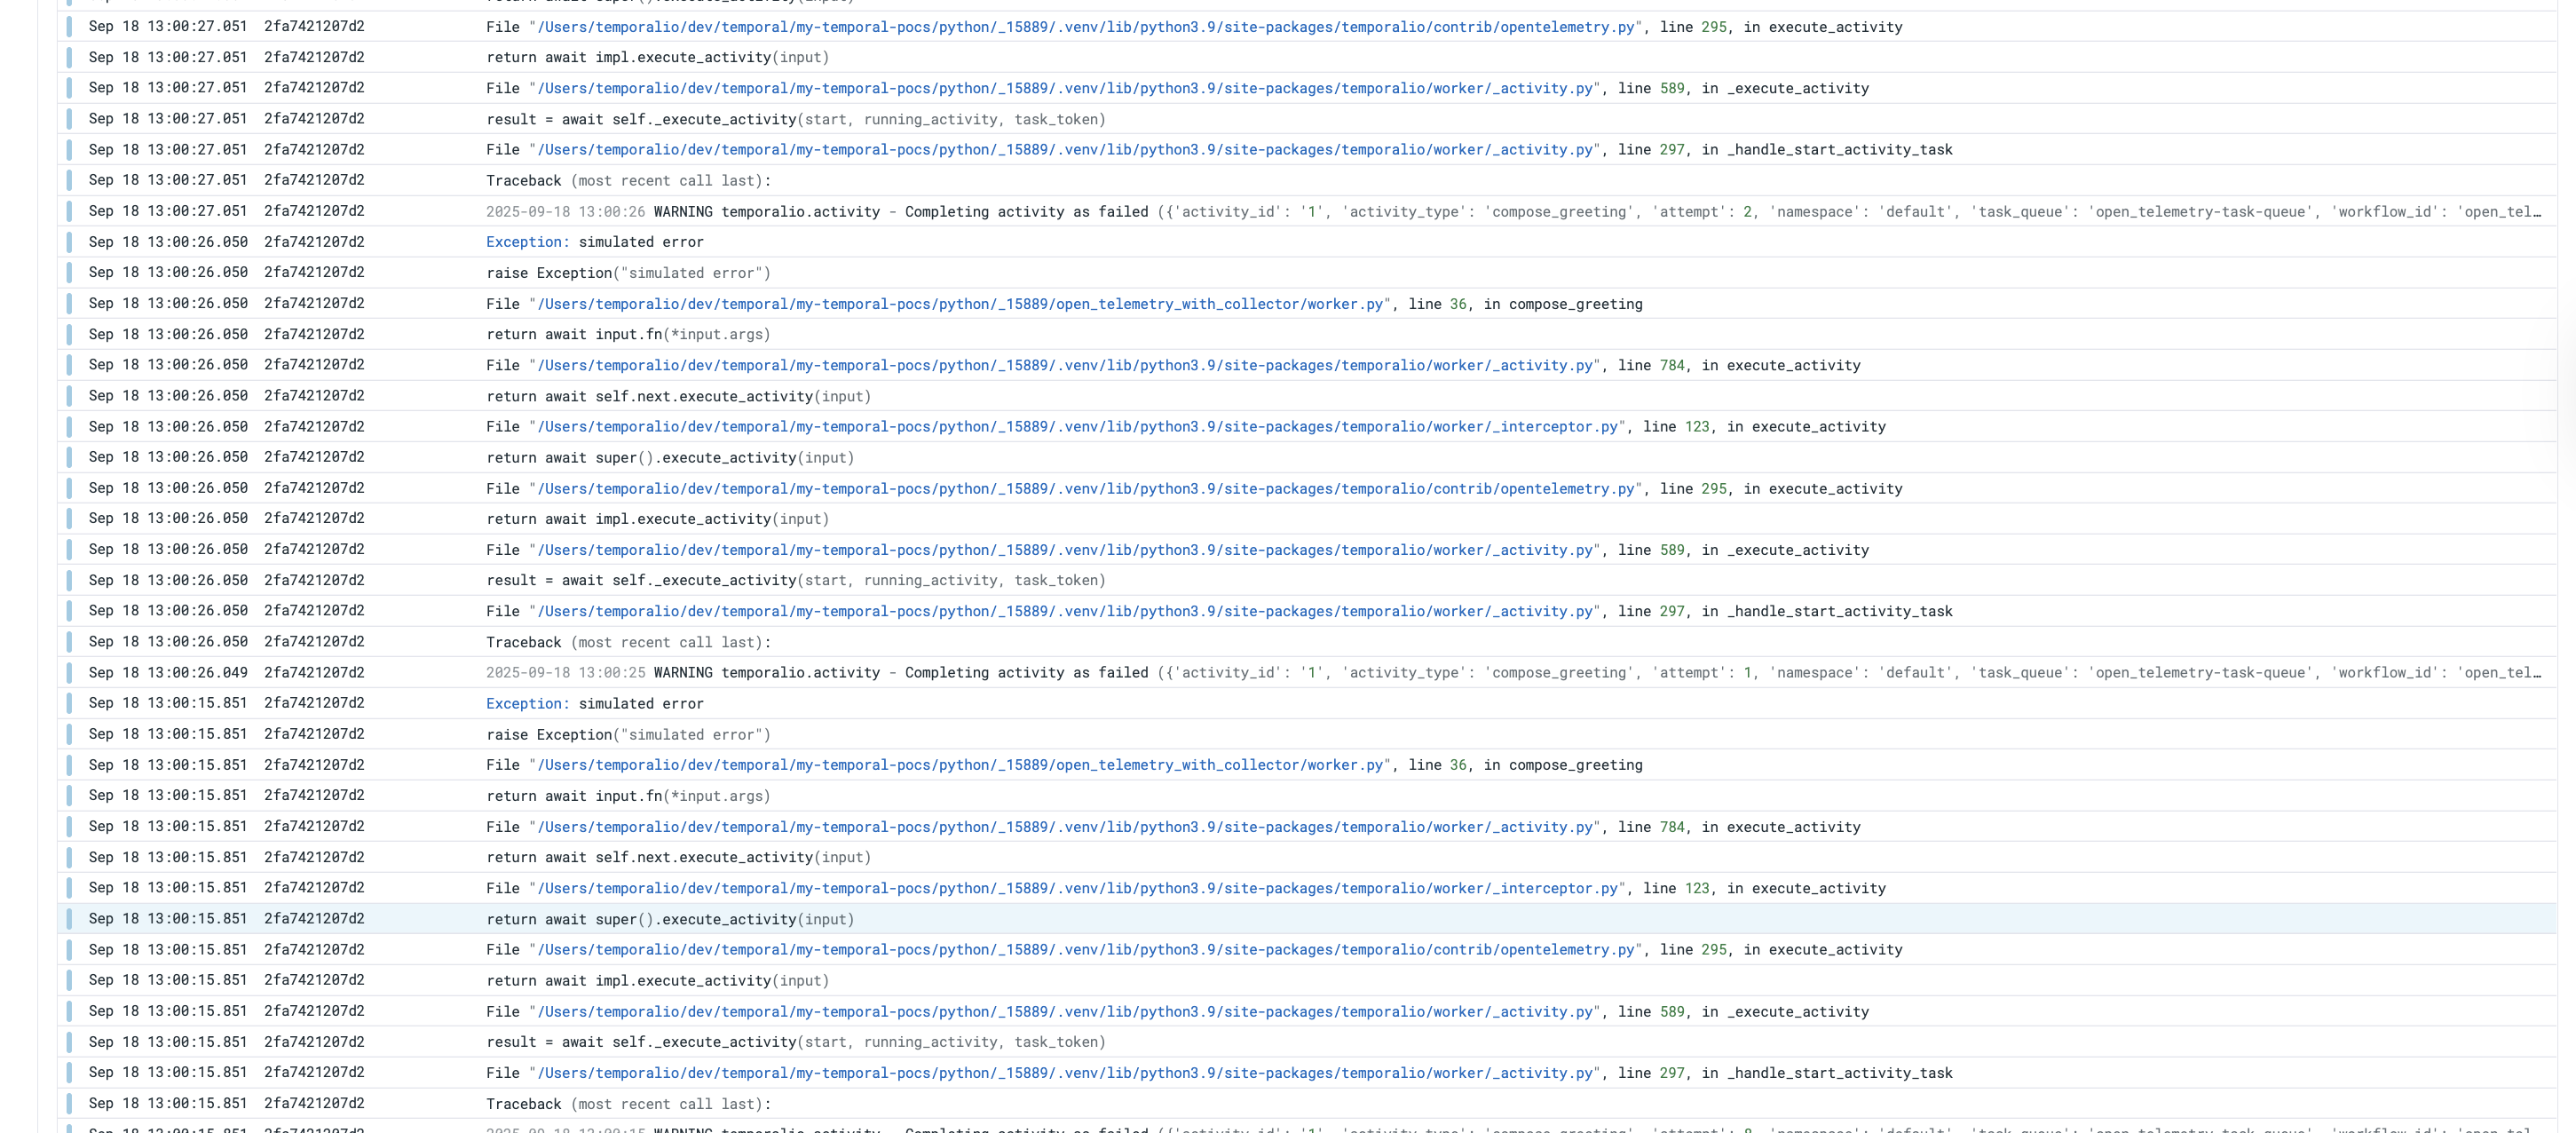 return await super().execute_activity(input)
Sep 18 13:00:27.051 2fa7421207d2 File "/Users/temporalio/dev/temporal/my-temporal-pocs/python/_15889/.venv/lib/python3.9/site-packages/temporalio/contrib/opentelemetry.py", line 295, in execute_activity
Sep 18 13:00:27.051 2fa7421207d2 return await impl.execute_activity(input)
Sep 18 13:00:27.051 2fa7421207d2 File "/Users/temporalio/dev/temporal/my-temporal-pocs/python/_15889/.venv/lib/python3.9/site-packages/temporalio/worker/_activity.py", line 589, in _execute_activity
Sep 18 13:00:27.051 2fa7421207d2 result = await self._execute_activity(start, running_activity, task_token)
Sep 18 13:00:27.051 2fa7421207d2 File "/Users/temporalio/dev/temporal/my-temporal-pocs/python/_15889/.venv/lib/python3.9/site-packages/temporalio/worker/_activity.py", line 297, in _handle_start_activity_task
Sep 18 13:00:27.051 2fa7421207d2 Traceback (most recent call last):
Sep 18 13:00:27.051 2fa7421207d2 2025-09-18 13:00:26 WARNING temporalio.activity - Completing activity as failed ({'activity_id': '1', 'activity_type': 'compose_greeting', 'attempt': 2, 'namespace': 'default', 'task_queue': 'open_telemetry-task-queue', 'workflow_id': 'open_tel…
Sep 18 13:00:26.050 2fa7421207d2 Exception: simulated error
Sep 18 13:00:26.050 2fa7421207d2 raise Exception("simulated error")
Sep 18 13:00:26.050 2fa7421207d2 File "/Users/temporalio/dev/temporal/my-temporal-pocs/python/_15889/open_telemetry_with_collector/worker.py", line 36, in compose_greeting
Sep 18 13:00:26.050 2fa7421207d2 return await input.fn(*input.args)
Sep 18 13:00:26.050 2fa7421207d2 File "/Users/temporalio/dev/temporal/my-temporal-pocs/python/_15889/.venv/lib/python3.9/site-packages/temporalio/worker/_activity.py", line 784, in execute_activity
Sep 18 13:00:26.050 2fa7421207d2 return await self.next.execute_activity(input)
Sep 18 13:00:26.050 2fa7421207d2 File "/Users/temporalio/dev/temporal/my-temporal-pocs/python/_15889/.venv/lib/python3.9/site-packages/temporalio/worker/_interceptor.py", line 123, in execute_activity
Sep 18 13:00:26.050 2fa7421207d2 return await super().execute_activity(input)
Sep 18 13:00:26.050 2fa7421207d2 File "/Users/temporalio/dev/temporal/my-temporal-pocs/python/_15889/.venv/lib/python3.9/site-packages/temporalio/contrib/opentelemetry.py", line 295, in execute_activity
Sep 18 13:00:26.050 2fa7421207d2 return await impl.execute_activity(input)
Sep 18 13:00:26.050 2fa7421207d2 File "/Users/temporalio/dev/temporal/my-temporal-pocs/python/_15889/.venv/lib/python3.9/site-packages/temporalio/worker/_activity.py", line 589, in _execute_activity
Sep 18 13:00:26.050 2fa7421207d2 result = await self._execute_activity(start, running_activity, task_token)
Sep 18 13:00:26.050 2fa7421207d2 File "/Users/temporalio/dev/temporal/my-temporal-pocs/python/_15889/.venv/lib/python3.9/site-packages/temporalio/worker/_activity.py", line 297, in _handle_start_activity_task
Sep 18 13:00:26.050 2fa7421207d2 Traceback (most recent call last):
Sep 18 13:00:26.049 2fa7421207d2 2025-09-18 13:00:25 WARNING temporalio.activity - Completing activity as failed ({'activity_id': '1', 'activity_type': 'compose_greeting', 'attempt': 1, 'namespace': 'default', 'task_queue': 'open_telemetry-task-queue', 'workflow_id': 'open_tel…
Sep 18 13:00:15.851 2fa7421207d2 Exception: simulated error
Sep 18 13:00:15.851 2fa7421207d2 raise Exception("simulated error")
Sep 18 13:00:15.851 2fa7421207d2 File "/Users/temporalio/dev/temporal/my-temporal-pocs/python/_15889/open_telemetry_with_collector/worker.py", line 36, in compose_greeting
Sep 18 13:00:15.851 2fa7421207d2 return await input.fn(*input.args)
Sep 18 13:00:15.851 2fa7421207d2 File "/Users/temporalio/dev/temporal/my-temporal-pocs/python/_15889/.venv/lib/python3.9/site-packages/temporalio/worker/_activity.py", line 784, in execute_activity
Sep 18 13:00:15.851 2fa7421207d2 return await self.next.execute_activity(input)
Sep 18 13:00:15.851 2fa7421207d2 File "/Users/temporalio/dev/temporal/my-temporal-pocs/python/_15889/.venv/lib/python3.9/site-packages/temporalio/worker/_interceptor.py", line 123, in execute_activity
Sep 18 13:00:15.851 2fa7421207d2 return await super().execute_activity(input)
Sep 18 13:00:15.851 2fa7421207d2 File "/Users/temporalio/dev/temporal/my-temporal-pocs/python/_15889/.venv/lib/python3.9/site-packages/temporalio/contrib/opentelemetry.py", line 295, in execute_activity
Sep 18 13:00:15.851 2fa7421207d2 return await impl.execute_activity(input)
Sep 18 13:00:15.851 2fa7421207d2 File "/Users/temporalio/dev/temporal/my-temporal-pocs/python/_15889/.venv/lib/python3.9/site-packages/temporalio/worker/_activity.py", line 589, in _execute_activity
Sep 18 13:00:15.851 2fa7421207d2 result = await self._execute_activity(start, running_activity, task_token)
Sep 18 13:00:15.851 2fa7421207d2 File "/Users/temporalio/dev/temporal/my-temporal-pocs/python/_15889/.venv/lib/python3.9/site-packages/temporalio/worker/_activity.py", line 297, in _handle_start_activity_task
Sep 18 13:00:15.851 2fa7421207d2 Traceback (most recent call last):
Sep 18 13:00:15.851 2fa7421207d2 2025-09-18 13:00:15 WARNING temporalio.activity - Completing activity as failed ({'activity_id': '1', 'activity_type': 'compose_greeting', 'attempt': 'namespace': 'default', 'task_queue': 'open_telemetry-task-queue', 'workflow_id': 'open_tel